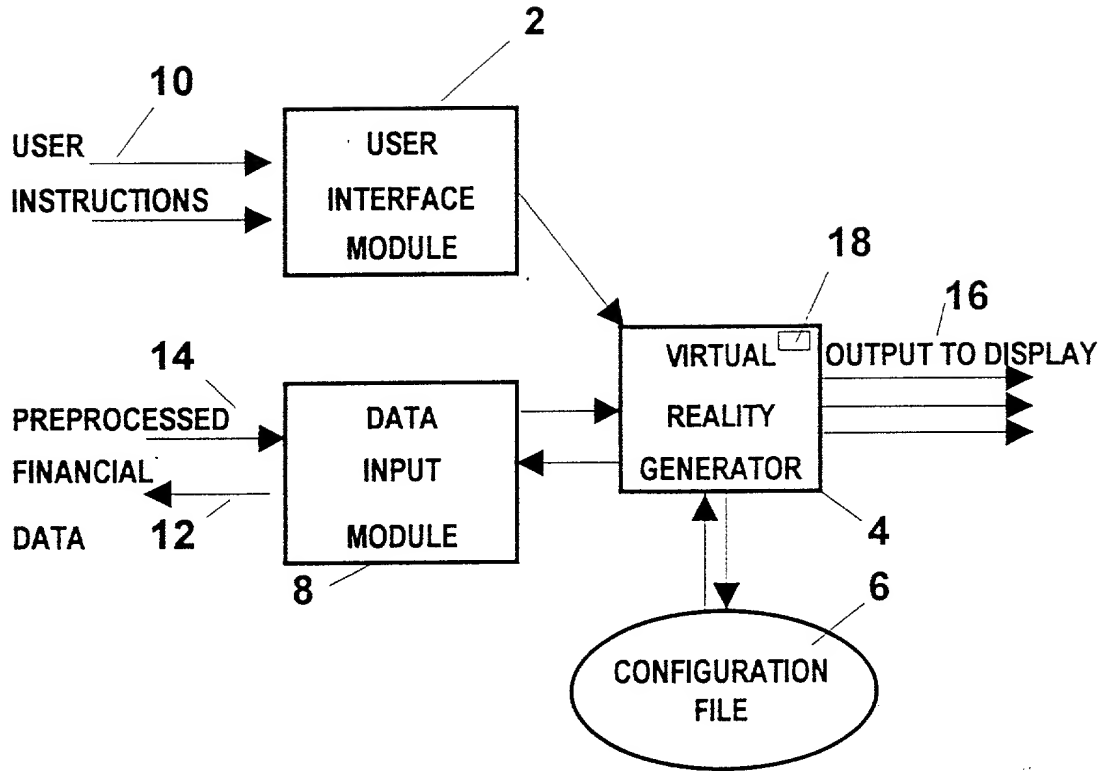 2
10
USER
INSTRUCTIONS
USER
INTERFACE
MODULE
18
16
14
PREPROCESSED
FINANCIAL
DATA
12
DATA
INPUT
MODULE
8
VIRTUAL
REALITY
GENERATOR
OUTPUT TO DISPLAY
4
6
CONFIGURATION
FILE